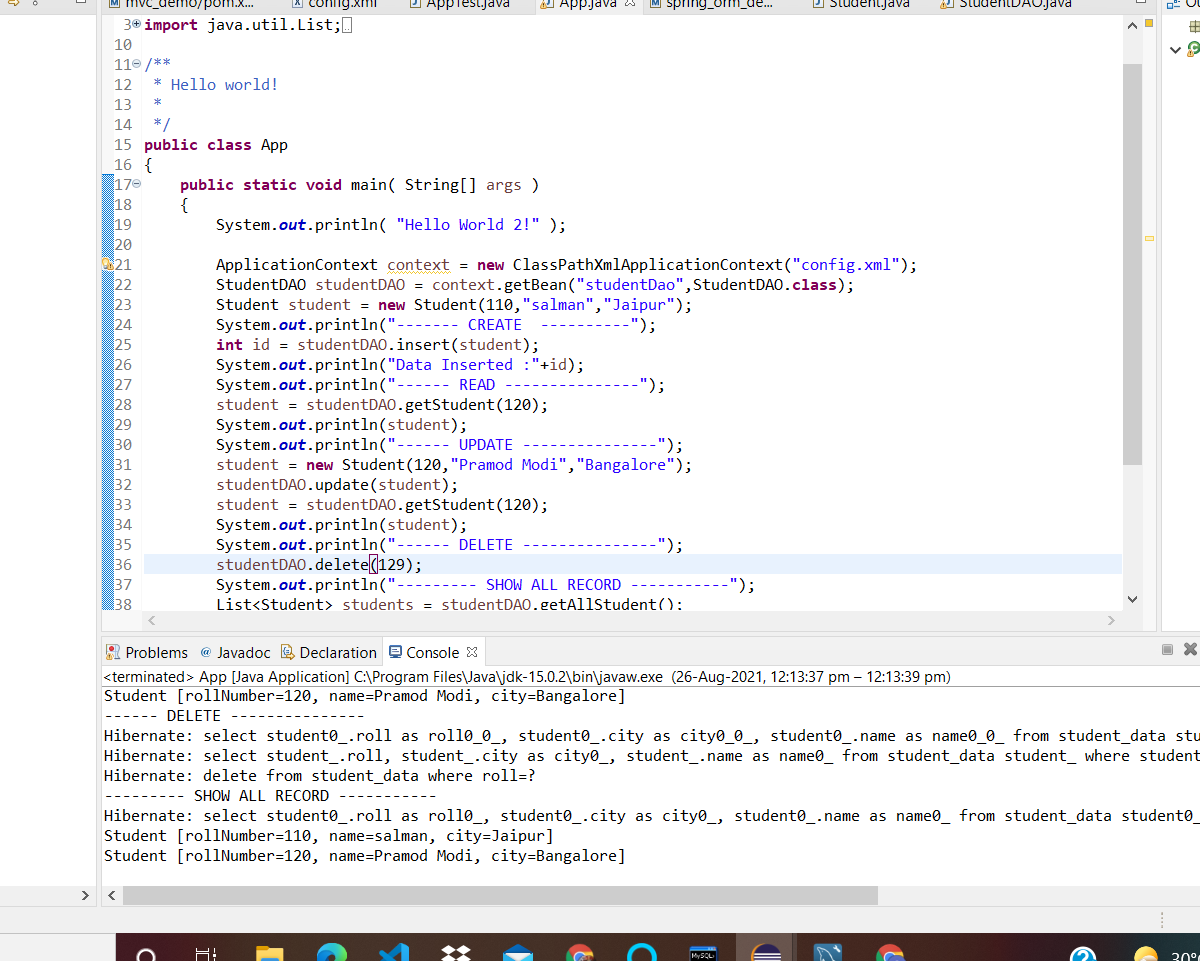 mvc_demo/pom.x... config.xml AppTest.java App.java spring_orm_de... Student.java StudentDAO.java
3 import java.util.List;
10
11 /**
12 * Hello world!
13 *
14 */
15 public class App
16 {
17 public static void main( String[] args )
18 {
19 System.out.println( "Hello World 2!" );
20
21 ApplicationContext context = new ClassPathXmlApplicationContext("config.xml");
22 StudentDAO studentDAO = context.getBean("studentDao",StudentDAO.class);
23 Student student = new Student(110,"salman","Jaipur");
24 System.out.println("------- CREATE  ----------");
25 int id = studentDAO.insert(student);
26 System.out.println("Data Inserted :"+id);
27 System.out.println("------ READ ---------------");
28 student = studentDAO.getStudent(120);
29 System.out.println(student);
30 System.out.println("------ UPDATE ---------------");
31 student = new Student(120,"Pramod Modi","Bangalore");
32 studentDAO.update(student);
33 student = studentDAO.getStudent(120);
34 System.out.println(student);
35 System.out.println("------ DELETE ---------------");
36 studentDAO.delete(129);
37 System.out.println("--------- SHOW ALL RECORD -----------");
38 List<Student> students = studentDAO.getAllStudent();
Problems @ Javadoc Declaration Console
<terminated> App [Java Application] C:\Program Files\Java\jdk-15.0.2\bin\javaw.exe (26-Aug-2021, 12:13:37 pm – 12:13:39 pm)
Student [rollNumber=120, name=Pramod Modi, city=Bangalore]
------ DELETE ---------------
Hibernate: select student0_.roll as roll0_0_, student0_.city as city0_0_, student0_.name as name0_0_ from student_data stu
Hibernate: select student_.roll, student_.city as city0_, student_.name as name0_ from student_data student_ where student
Hibernate: delete from student_data where roll=?
--------- SHOW ALL RECORD -----------
Hibernate: select student0_.roll as roll0_, student0_.city as city0_, student0_.name as name0_ from student_data student0_
Student [rollNumber=110, name=salman, city=Jaipur]
Student [rollNumber=120, name=Pramod Modi, city=Bangalore]
MySQL
30°